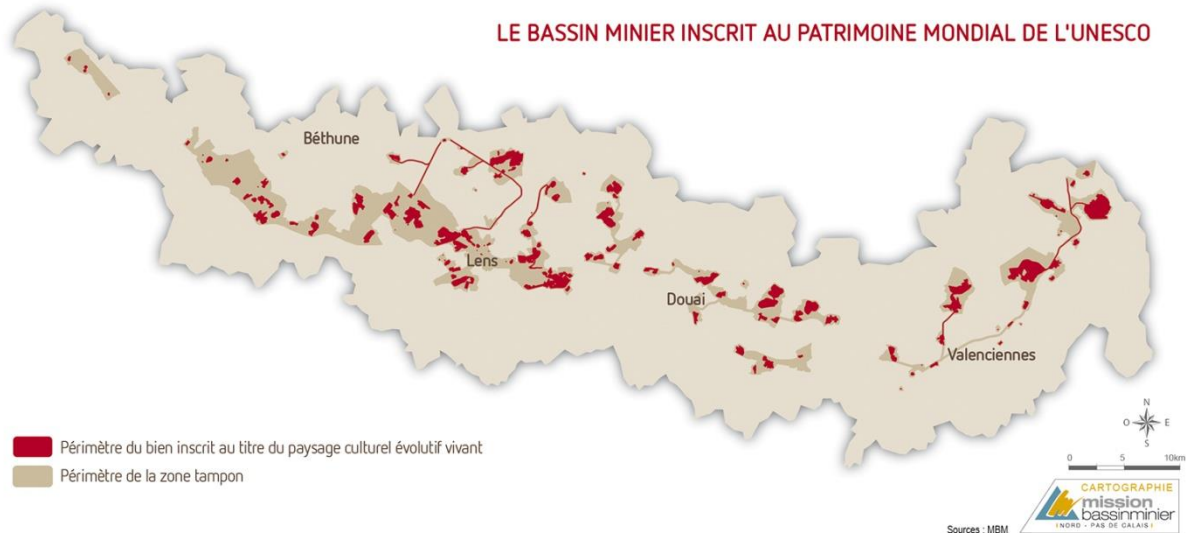 LE BASSIN MINIER INSCRIT AU PATRIMOINE MONDIAL DE L'UNESCO
Béthune
Lens
Douai
Valenciennes
N
O E
S
0 5 10km
Périmètre du bien inscrit au titre du paysage culturel évolutif vivant
Périmètre de la zone tampon
CARTOGRAPHIE
mission
bassinminier
(NORD - PAS DE CALAIS)
Sources : MBM